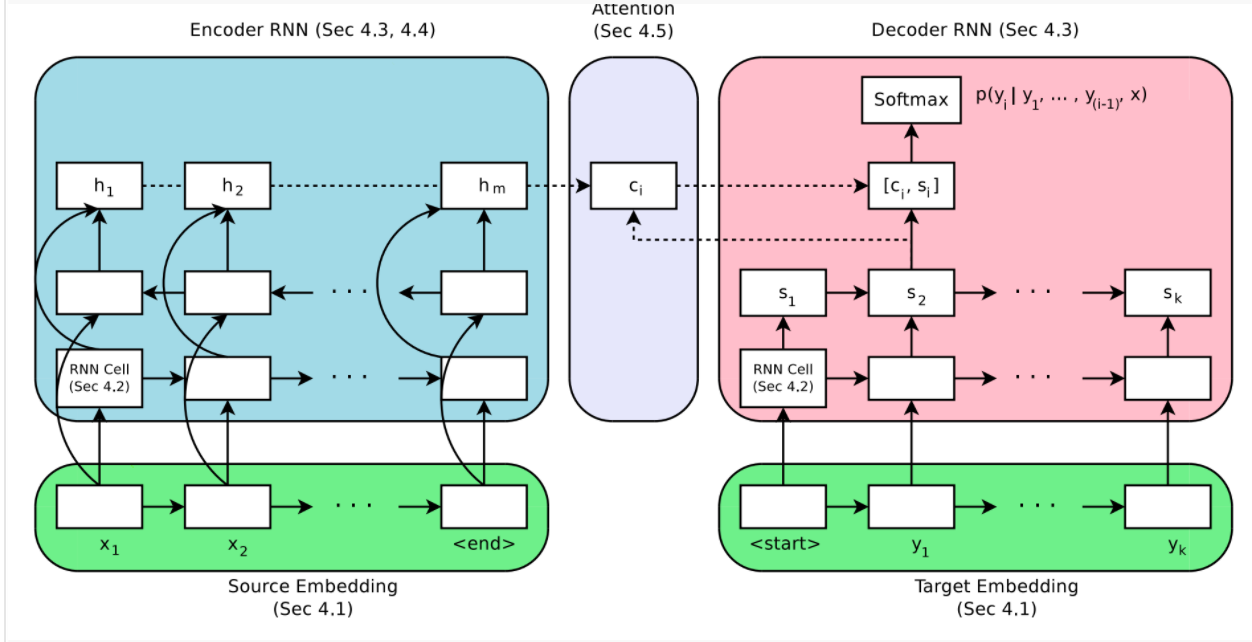 Attention
(Sec 4.5)
Encoder RNN (Sec 4.3, 4.4)
Decoder RNN (Sec 4.3)
Softmax
p(y_i | y_1, ... , y_(i-1), x)
h_1
h_2
h_m
c_i
[c_i, s_i]
. . .
s_1
s_2
. . .
s_k
RNN Cell
(Sec 4.2)
. . .
RNN Cell
(Sec 4.2)
. . .
. . .
. . .
x_1
x_2
<end>
<start>
y_1
y_k
Source Embedding
(Sec 4.1)
Target Embedding
(Sec 4.1)